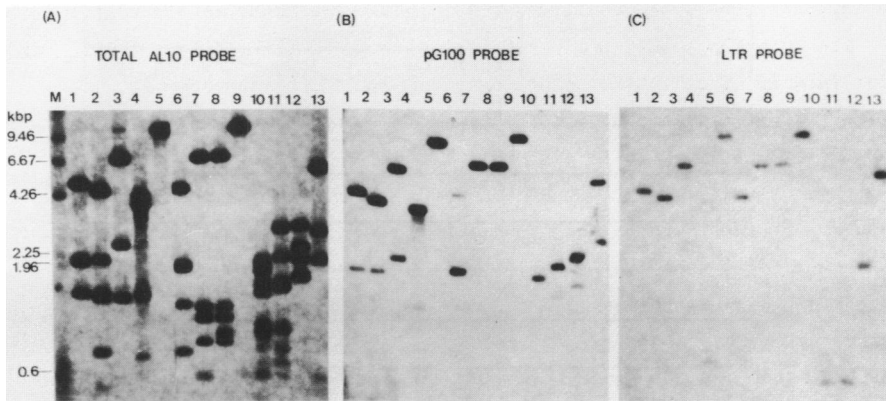 (A)
TOTAL AL10 PROBE
M 1 2 3 4 5 6 7 8 9 10 11 12 13
kbp
9.46
6.67
4.26
2.25
1.96
0.6
(B)
pG100 PROBE
1 2 3 4 5 6 7 8 9 10 11 12 13
(C)
LTR PROBE
1 2 3 4 5 6 7 8 9 10 11 12 13